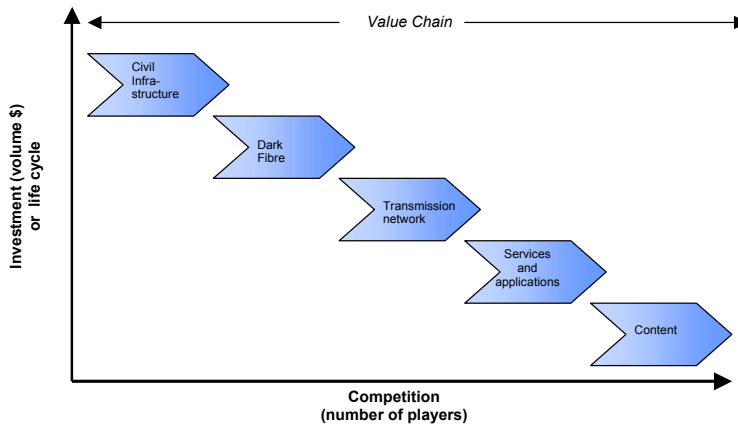 Value Chain
Civil
Infra-
structure
Dark
Fibre
Transmission
network
Services
and
applications
Content
Investment (volume $)
or life cycle
Competition
(number of players)